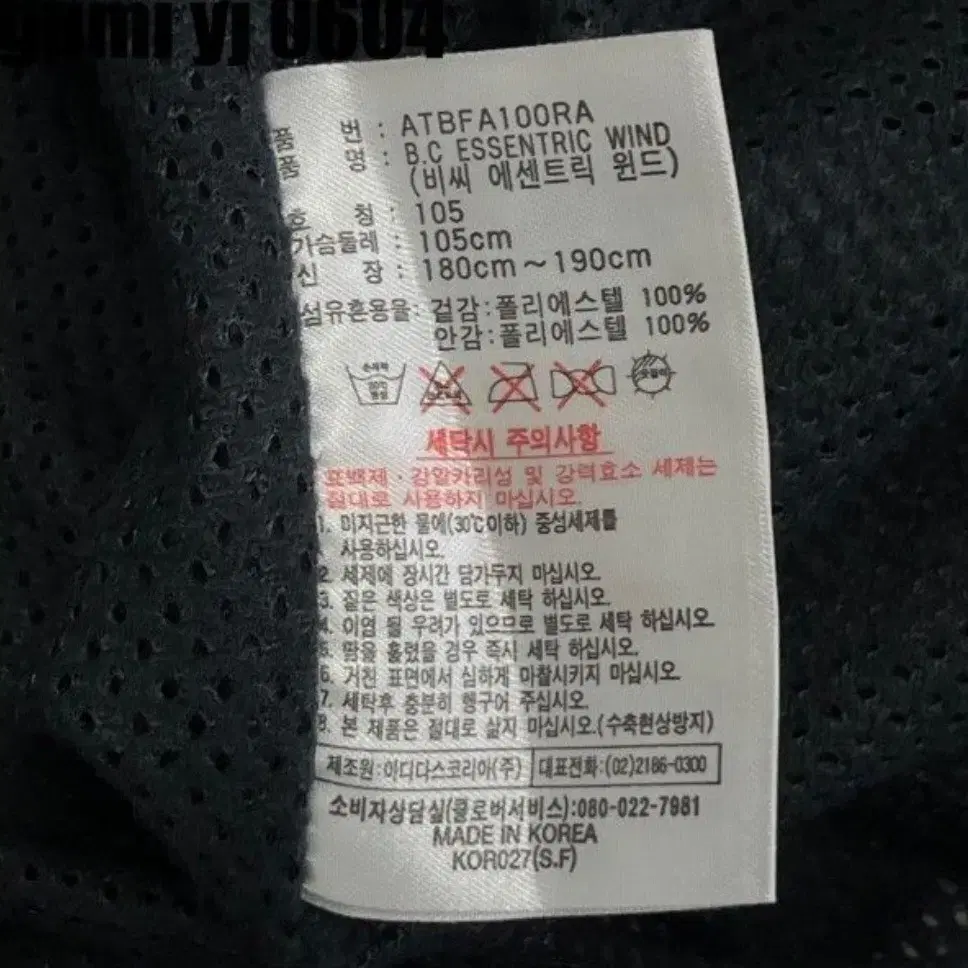 gumi yj 0604
품 번 : ATBFA100RA
품 명 : B.C ESSENTRIC WIND
(비씨 에센트릭 윈드)
호 칭 : 105
가슴둘레 : 105cm
신 장 : 180cm~190cm
섬유혼용율: 겉감:폴리에스텔 100%
안감:폴리에스텔 100%
손세탁
30℃
중성
세탁시 주의사항
표백제·강알카리성 및 강력효소 세제는
절대로 사용하지 마십시오.
1. 미지근한 물에(30℃이하) 중성세제를
사용하십시오.
2. 세제에 장시간 담가두지 마십시오.
3. 짙은 색상은 별도로 세탁 하십시오.
4. 이염 될 우려가 있으므로 별도로 세탁 하십시오.
5. 땀을 흘렸을 경우 즉시 세탁 하십시오.
6. 거친 표면에서 심하게 마찰시키지 마십시오.
7. 세탁후 충분히 헹구어 주십시오.
8. 본 제품은 절대로 삶지 마십시오.(수축현상방지)
제조원:아디다스코리아(주) 대표전화:(02)2186-0300
소비자상담실(클로버서비스):080-022-7981
MADE IN KOREA
KOR027(S.F)